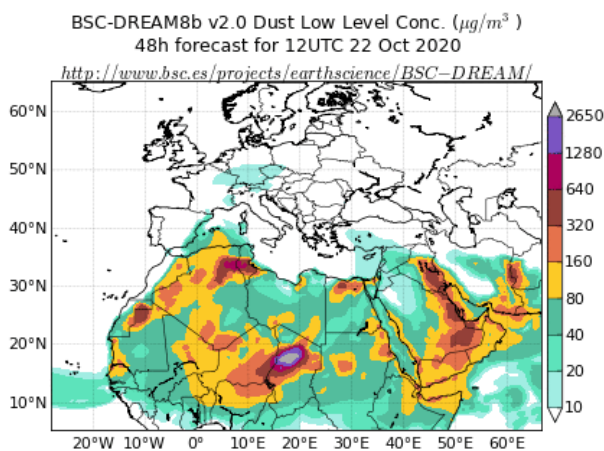 BSC-DREAM8b v2.0 Dust Low Level Conc. (μg/m³ )
48h forecast for 12UTC 22 Oct 2020
http://www.bsc.es/projects/earthscience/BSC−DREAM/
60°N
50°N
40°N
30°N
20°N
10°N
20°W 10°W 0° 10°E 20°E 30°E 40°E 50°E 60°E
2650
1280
640
320
160
80
40
20
10